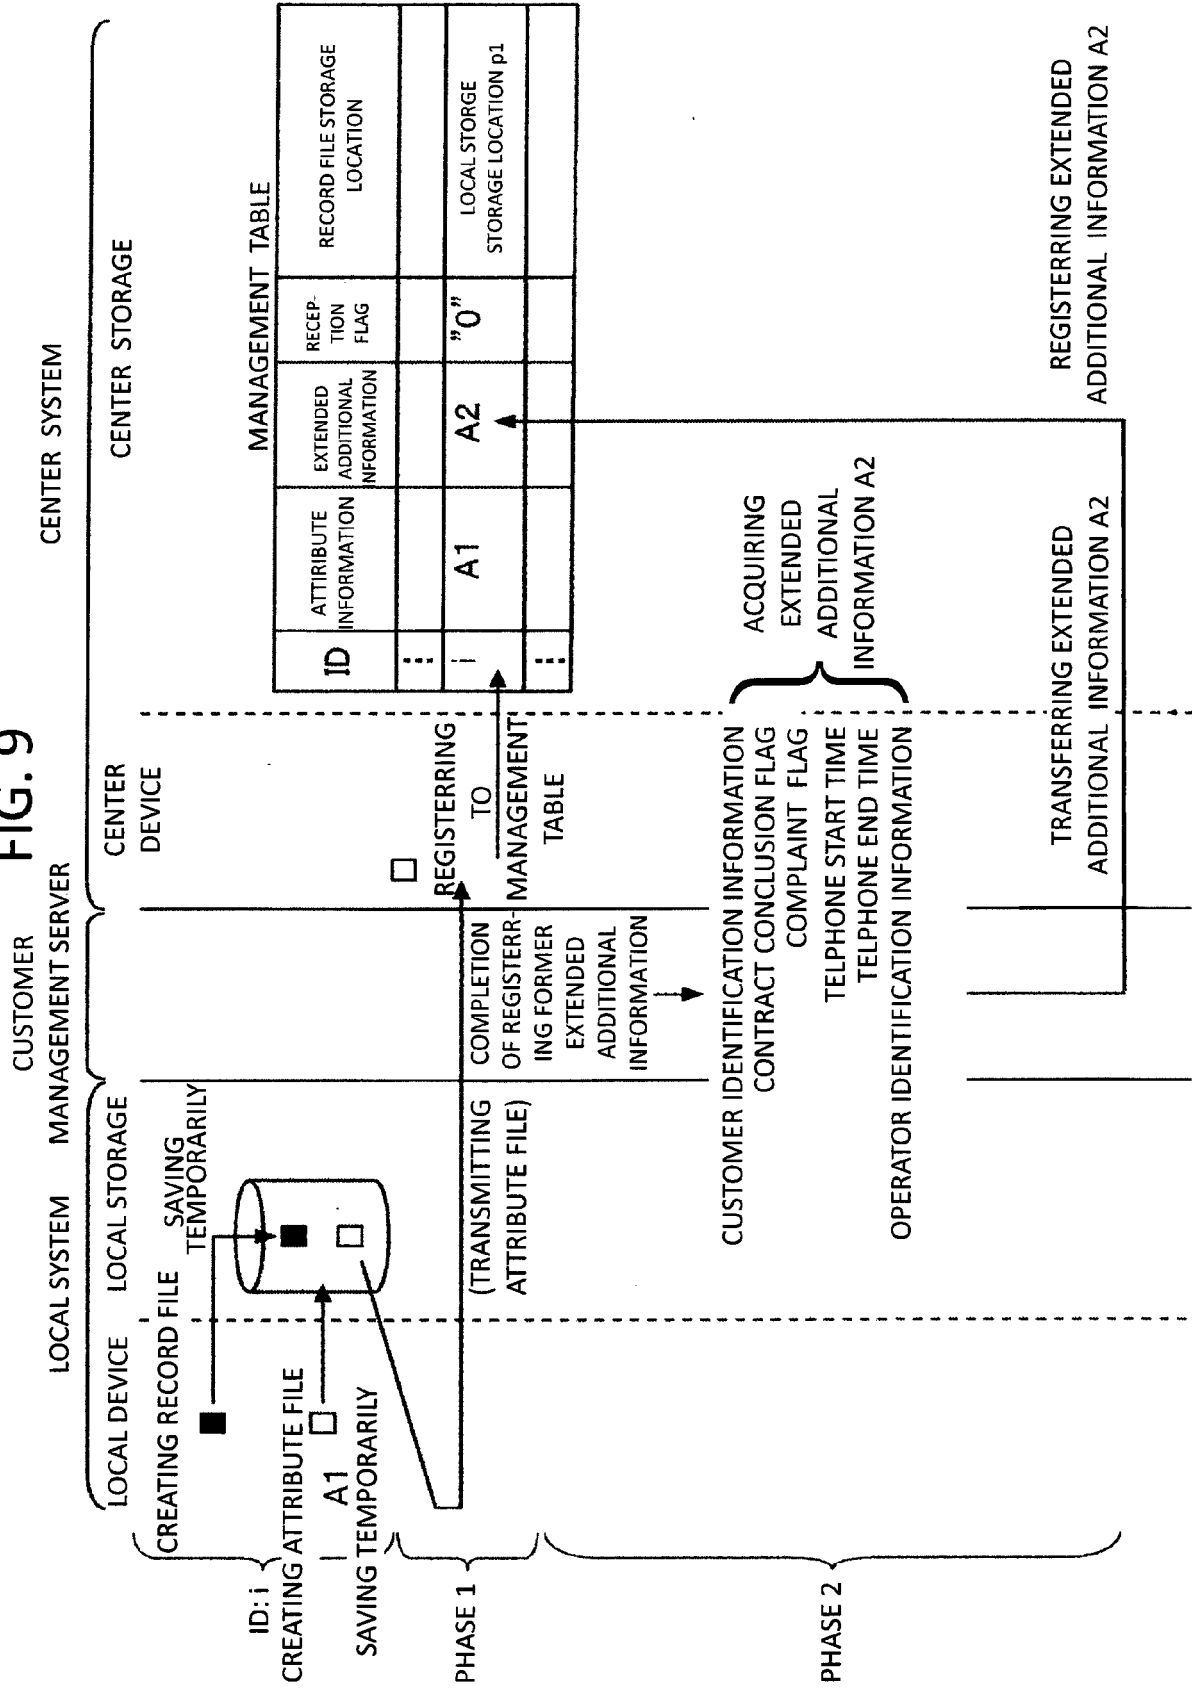 FIG. 9
LOCAL SYSTEM
CUSTOMER
MANAGEMENT SERVER
CENTER SYSTEM
LOCAL DEVICE
LOCAL STORAGE
CENTER
DEVICE
CENTER STORAGE
ID: i
CREATING RECORD FILE
SAVING
TEMPORARILY
CREATING ATTRIBUTE FILE
A1
SAVING TEMPORARILY
MANAGEMENT TABLE
ID
ATTIRIBUTE
INFORMATION
EXTENDED
ADDITIONAL
INFORMATION
RECEP-
TION
FLAG
RECORD FILE STORAGE
LOCATION
i
A1
A2
"0"
LOCAL STORGE
STORAGE LOCATION p1
PHASE 1
(TRANSMITTING
ATTRIBUTE FILE)
REGISTERRING
TO
MANAGEMENT
TABLE
PHASE 2
COMPLETION
OF REGISTERR-
ING FORMER
EXTENDED
ADDITIONAL
INFORMATION
CUSTOMER IDENTIFICATION INFORMATION
CONTRACT CONCLUSION FLAG
COMPLAINT FLAG
TELPHONE START TIME
TELPHONE END TIME
OPERATOR IDENTIFICATION INFORMATION
ACQUIRING
EXTENDED
ADDITIONAL
INFORMATION A2
TRANSFERRING EXTENDED
ADDITIONAL INFORMATION A2
REGISTERRING EXTENDED
ADDITIONAL INFORMATION A2